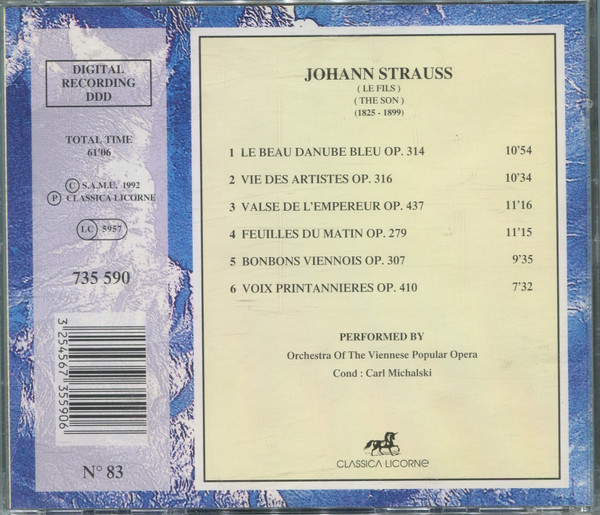 DIGITAL
RECORDING
DDD
TOTAL TIME
61'06
C S.A.M.U. 1992
P CLASSICA LICORNE
LC 5957
735 590
3 254567 355906
N° 83
JOHANN STRAUSS
( LE FILS )
( THE SON )
(1825 - 1899)
1 LE BEAU DANUBE BLEU OP. 314 10'54
2 VIE DES ARTISTES OP. 316 10'34
3 VALSE DE L'EMPEREUR OP. 437 11'16
4 FEUILLES DU MATIN OP. 279 11'15
5 BONBONS VIENNOIS OP. 307 9'35
6 VOIX PRINTANNIERES OP. 410 7'32
PERFORMED BY
Orchestra Of The Viennese Popular Opera
Cond : Carl Michalski
CLASSICA LICORNE